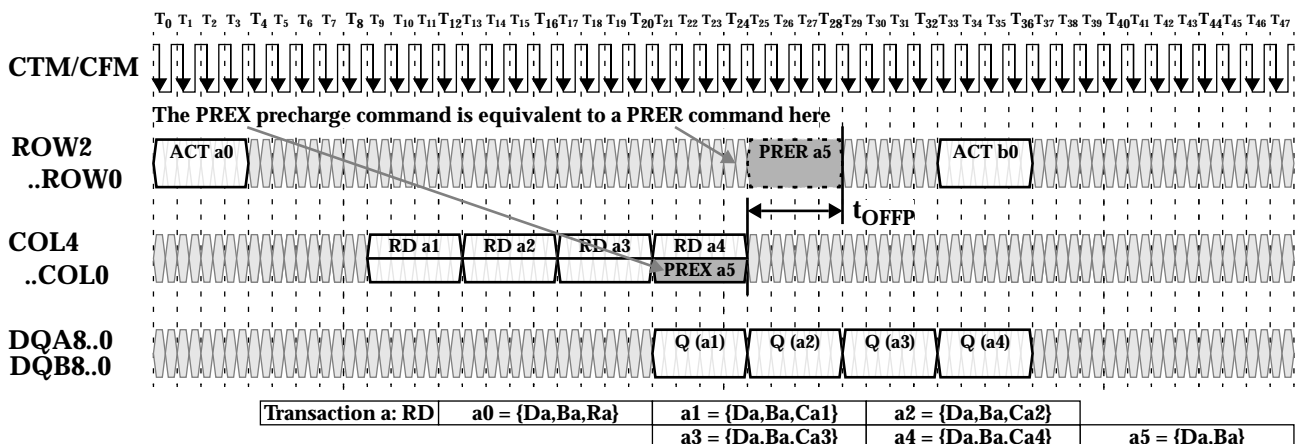 T0 T1 T2 T3 T4 T5 T6 T7 T8 T9 T10 T11 T12 T13 T14 T15 T16 T17 T18 T19 T20 T21 T22 T23 T24 T25 T26 T27 T28 T29 T30 T31 T32 T33 T34 T35 T36 T37 T38 T39 T40 T41 T42 T43 T44 T45 T46 T47
CTM/CFM
The PREX precharge command is equivalent to a PRER command here
ROW2
..ROW0
ACT a0 PRER a5 ACT b0
tOFFP
COL4
..COL0
RD a1 RD a2 RD a3 RD a4
PREX a5
DQA8..0
DQB8..0
Q (a1) Q (a2) Q (a3) Q (a4)
Transaction a: RD a0 = {Da,Ba,Ra} a1 = {Da,Ba,Ca1} a2 = {Da,Ba,Ca2}
a3 = {Da,Ba,Ca3} a4 = {Da,Ba,Ca4} a5 = {Da,Ba}